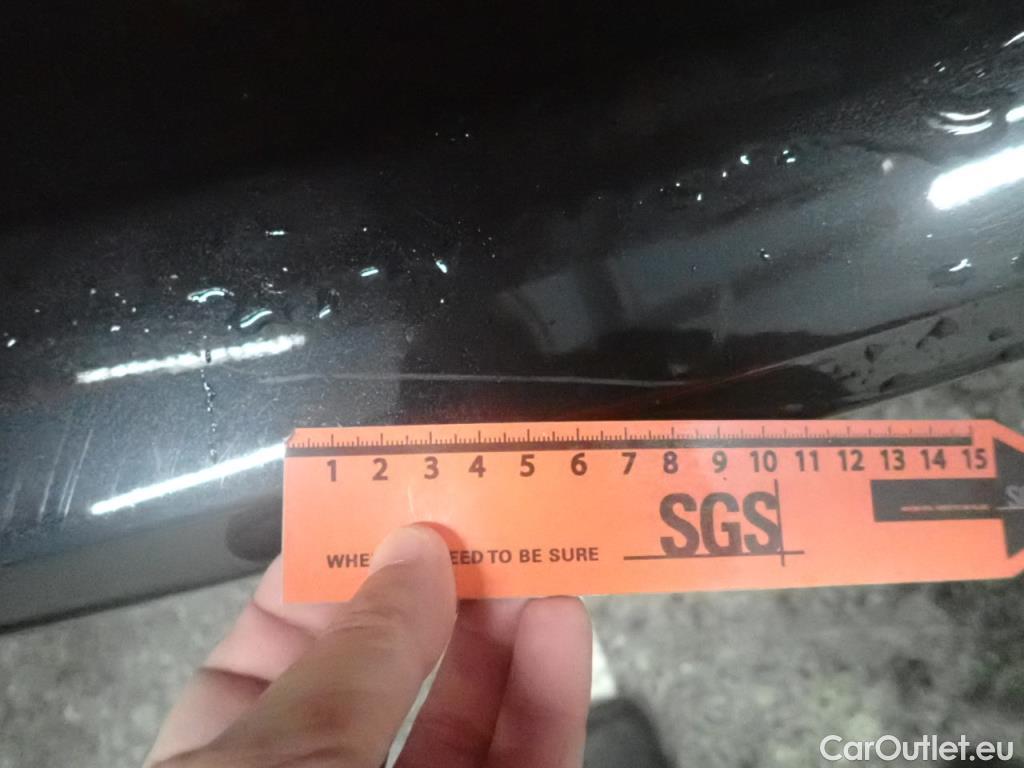 1 2 3 4 5 6 7 8 9 10 11 12 13 14 15
SGS
WHE EED TO BE SURE
CarOutlet.eu